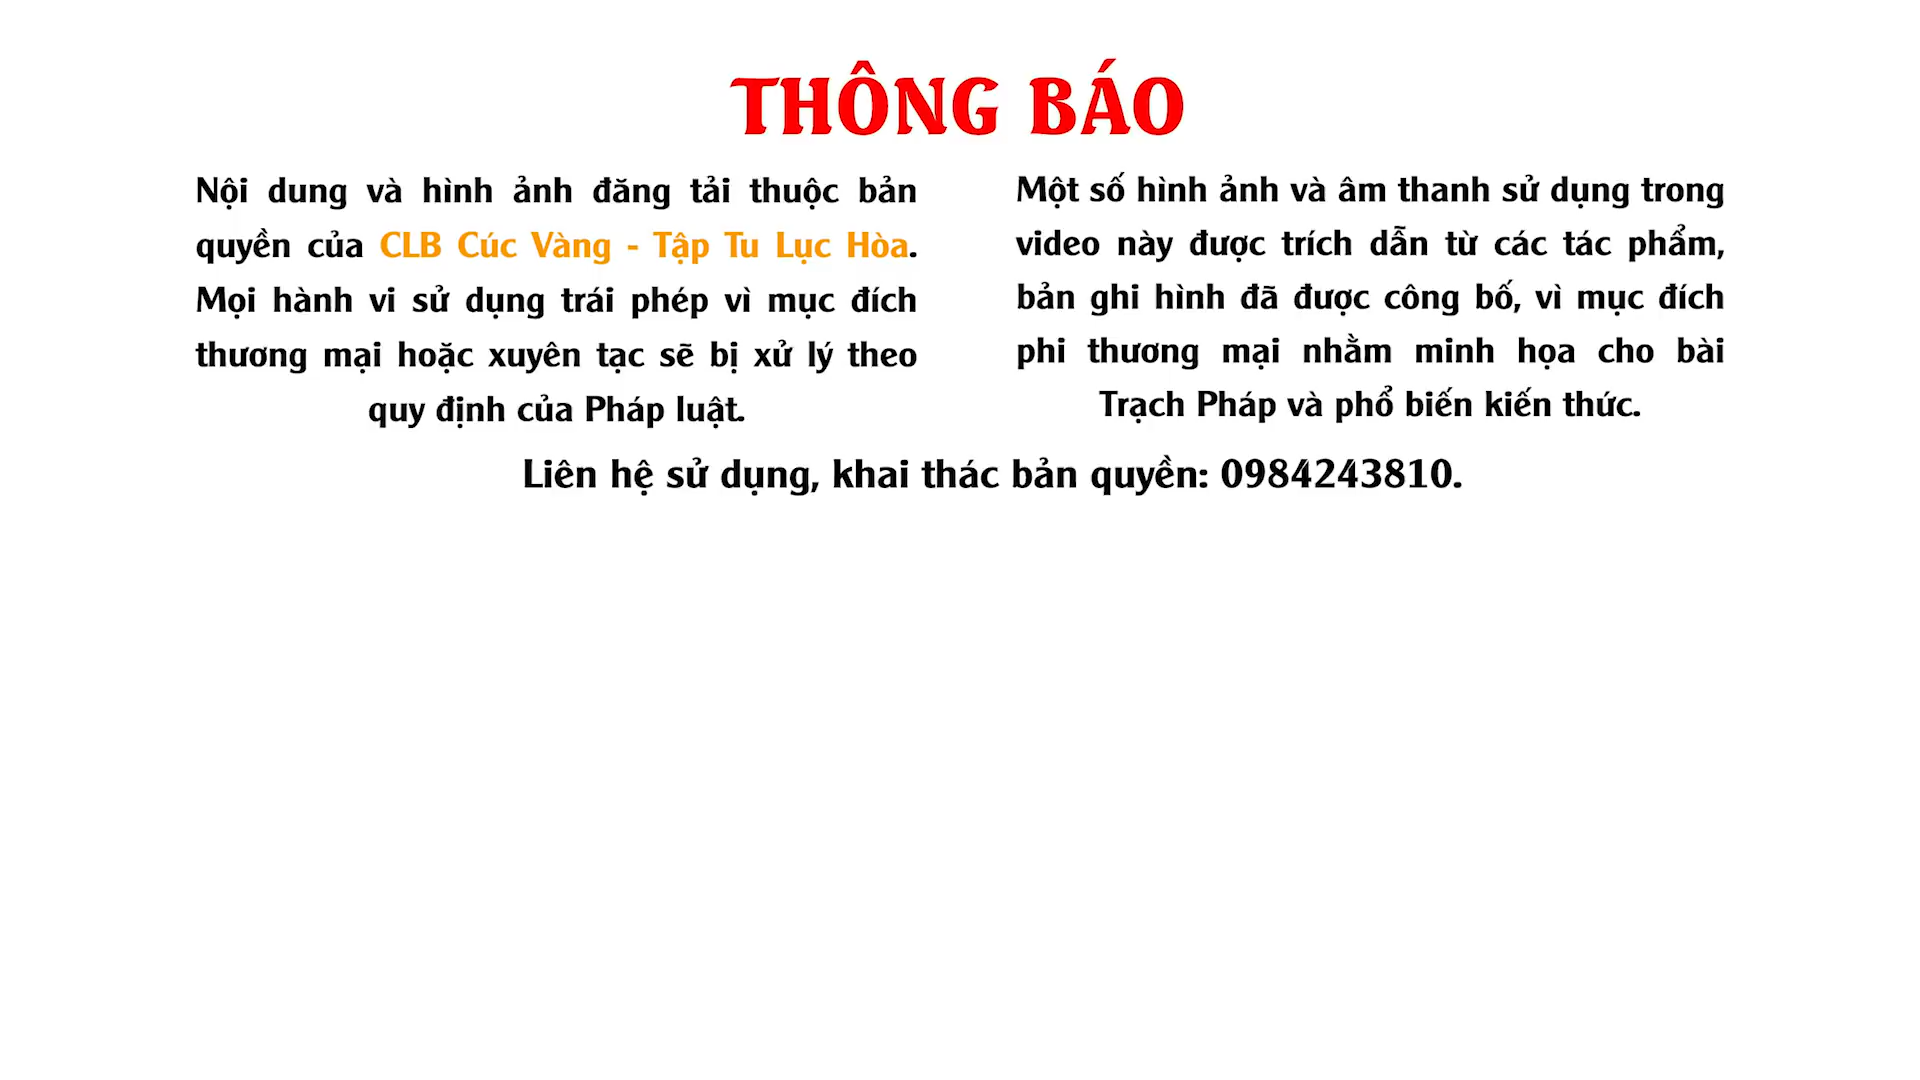 THÔNG BÁO
Nội dung và hình ảnh đăng tải thuộc bản
quyền của CLB Cúc Vàng - Tập Tu Lục Hòa.
Mọi hành vi sử dụng trái phép vì mục đích
thương mại hoặc xuyên tạc sẽ bị xử lý theo
quy định của Pháp luật.
Một số hình ảnh và âm thanh sử dụng trong
video này được trích dẫn từ các tác phẩm,
bản ghi hình đã được công bố, vì mục đích
phi thương mại nhằm minh họa cho bài
Trạch Pháp và phổ biến kiến thức.
Liên hệ sử dụng, khai thác bản quyền: 0984243810.